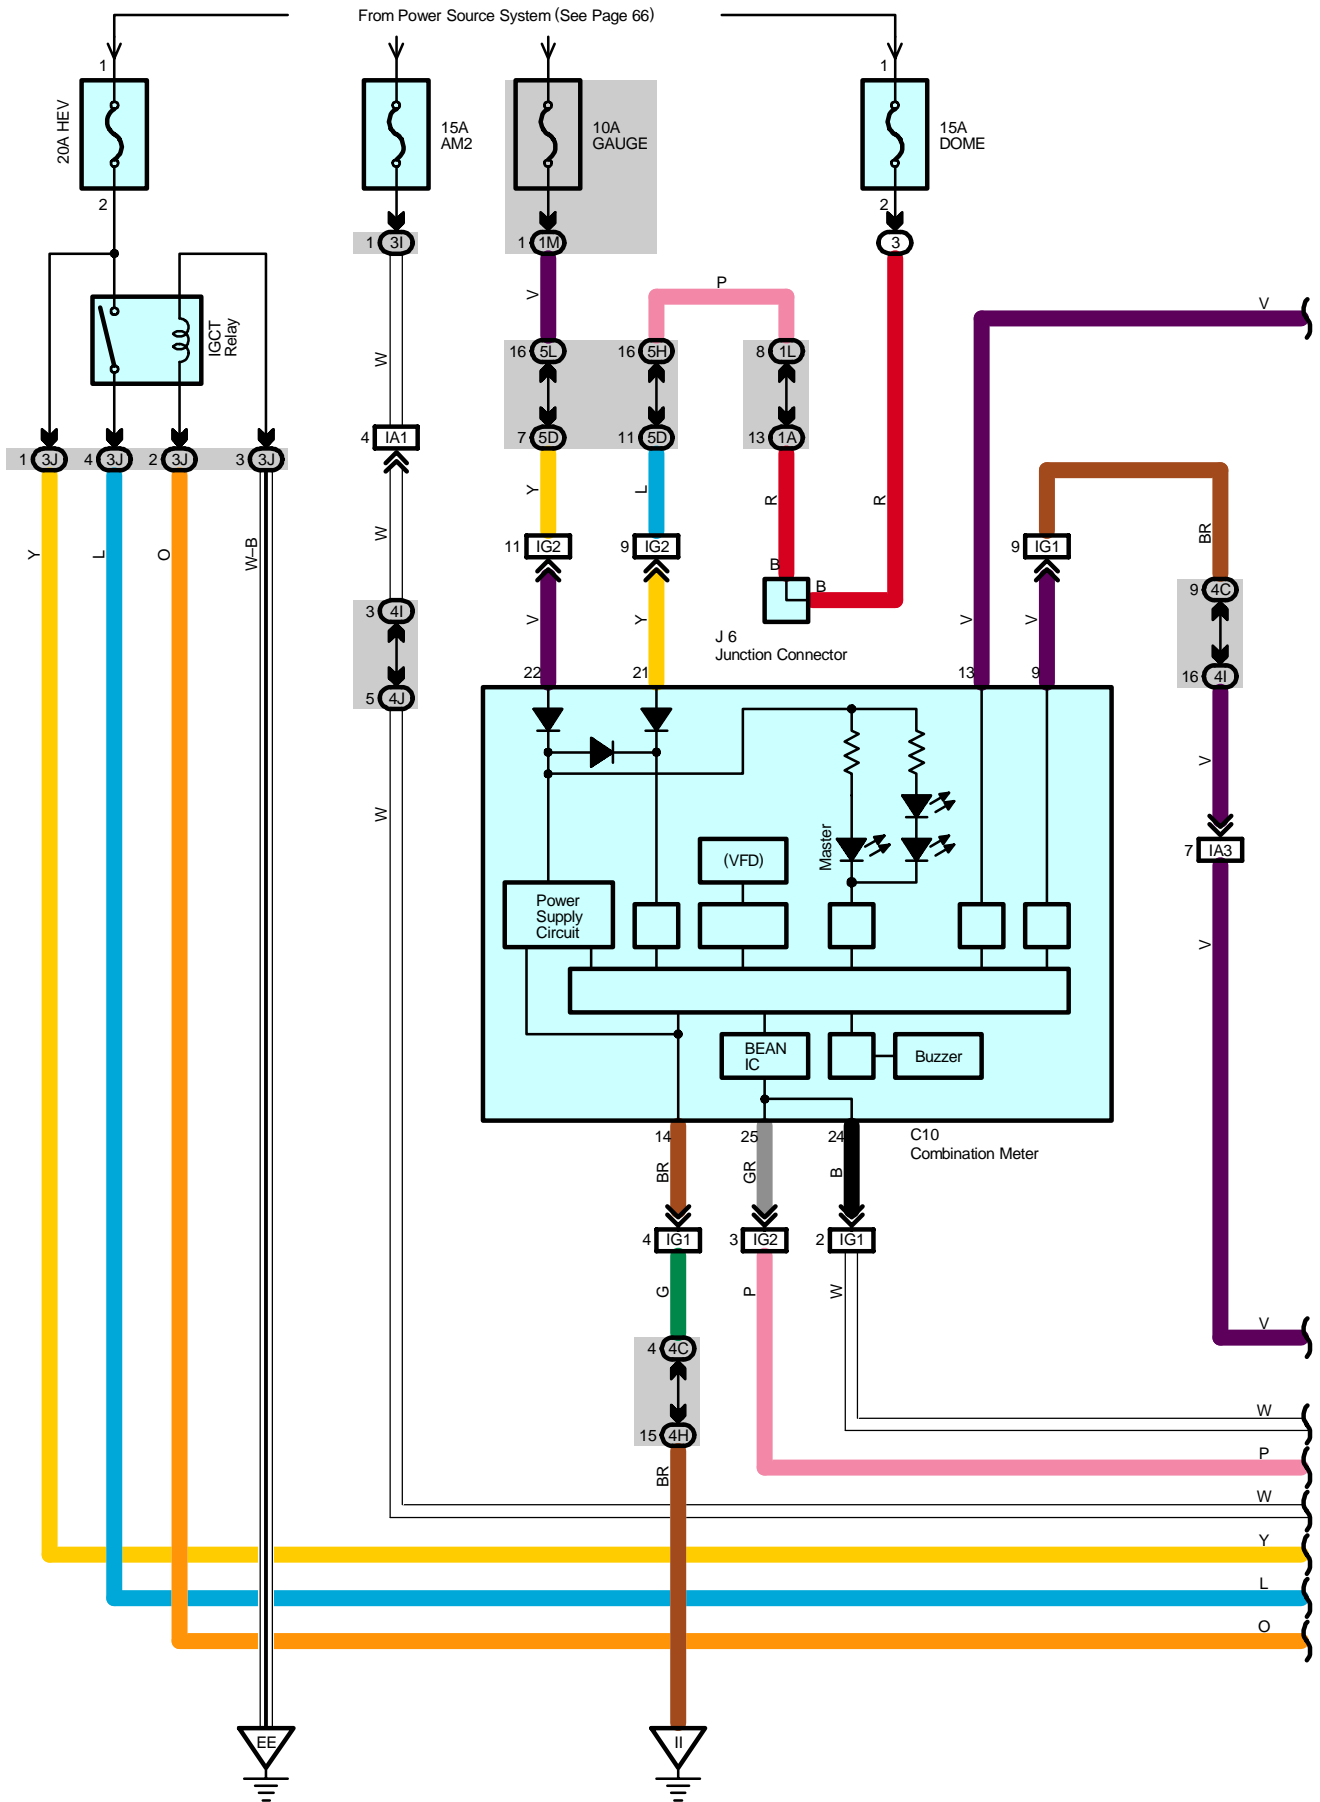 From Power Source System (See Page 66)
1
1
20A HEV
15A
AM2
10A
GAUGE
15A
DOME
2
2
1 3I
1 1M
3
V
P
V
IGCT
Relay
W
16 5L
16 5H
8 1L
4 IA1
7 5D
11 5D
13 1A
1 3J
4 3J
2 3J
3 3J
Y
L
R
R
Y
L
O
W–B
W
BR
11 IG2
9 IG2
9 IG1
B
B
9 4C
3 4I
V
Y
V
V
J 6
Junction Connector
22
21
13
9
16 4I
5 4J
V
W
Master
(VFD)
7 IA3
Power
Supply
Circuit
V
BEAN
IC
Buzzer
14
25
24
C10
Combination Meter
BR
GR
B
4 IG1
3 IG2
2 IG1
G
P
W
V
4 4C
W
15 4H
P
BR
W
Y
L
O
EE
II